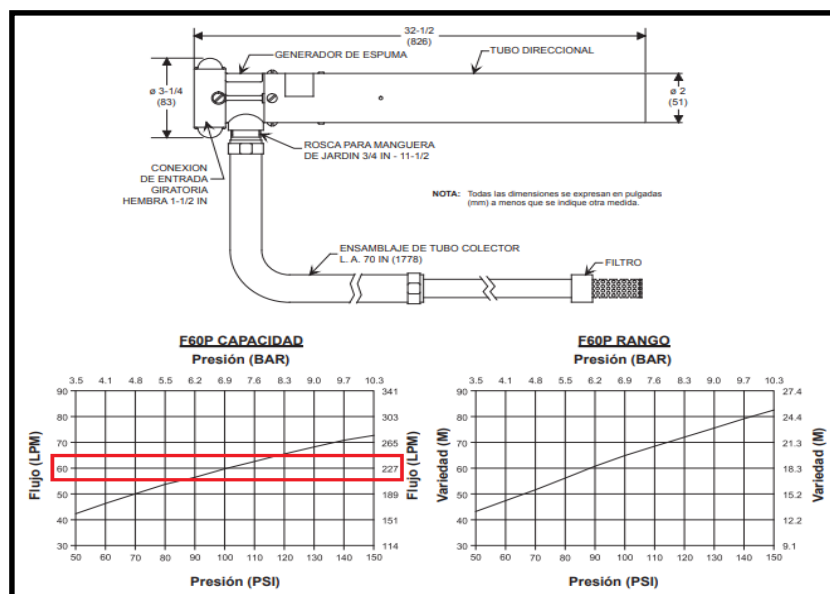 32-1/2
(826)
GENERADOR DE ESPUMA
TUBO DIRECCIONAL
ø 3-1/4
(83)
ø 2
(51)
ROSCA PARA MANGUERA
DE JARDIN 3/4 IN - 11-1/2
CONEXION
DE ENTRADA
GIRATORIA
HEMBRA 1-1/2 IN
NOTA: Todas las dimensiones se expresan en pulgadas
(mm) a menos que se indique otra medida.
ENSAMBLAJE DE TUBO COLECTOR
L. A. 70 IN (1778)
FILTRO
F60P CAPACIDAD
Presión (BAR)
3.5 4.1 4.8 5.5 6.2 6.9 7.6 8.3 9.0 9.7 10.3
90 341
80 303
70 265
60 227
50 189
40 151
30 114
Flujo (LPM)
Flujo (LPM)
50 60 70 80 90 100 110 120 130 140 150
Presión (PSI)
F60P RANGO
Presión (BAR)
3.5 4.1 4.8 5.5 6.2 6.9 7.6 8.3 9.0 9.7 10.3
90 27.4
80 24.4
70 21.3
60 18.3
50 15.2
40 12.2
30 9.1
Variedad (M)
Variedad (M)
50 60 70 80 90 100 110 120 130 140 150
Presión (PSI)